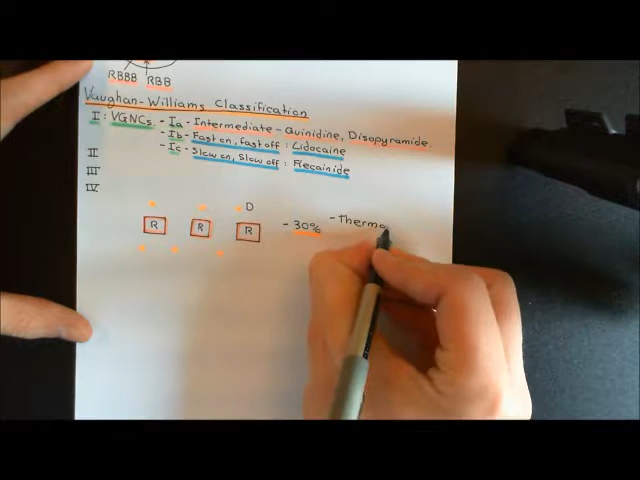 RBBB RBB
Vaughan-Williams Classification
I : VGNCs - Ia - Intermediate - Quinidine, Disopyramide.
- Ib - Fast on, fast off : Lidocaine
- Ic - Slow on, slow off : Flecainide
II
III
IV
D
R R R - 30% - Thermo